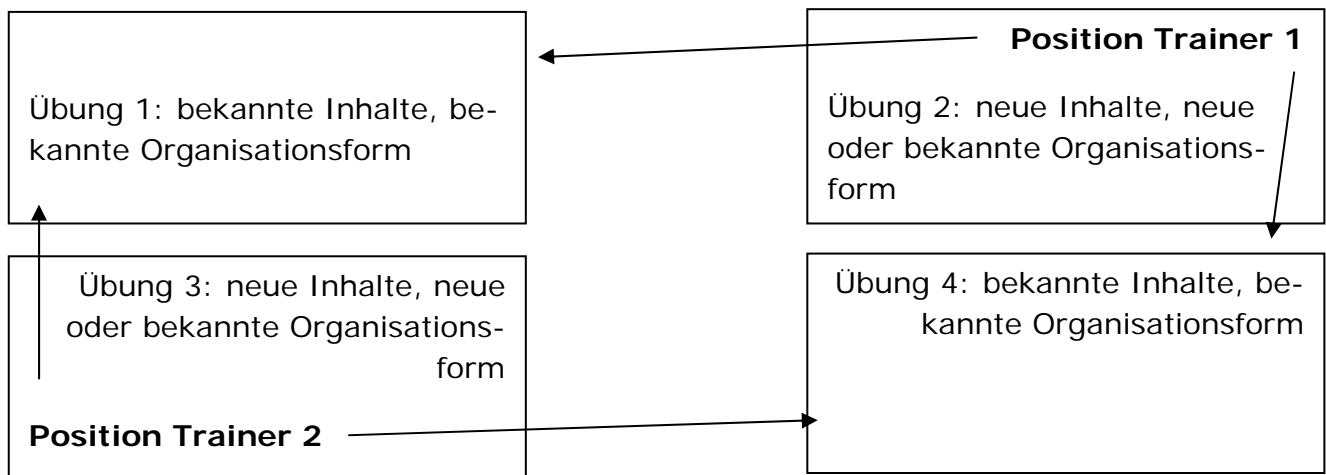 Übung 1: bekannte Inhalte, be-
kannte Organisationsform
Position Trainer 1
Übung 2: neue Inhalte, neue
oder bekannte Organisations-
form
Übung 3: neue Inhalte, neue
oder bekannte Organisations-
form
Position Trainer 2
Übung 4: bekannte Inhalte, be-
kannte Organisationsform